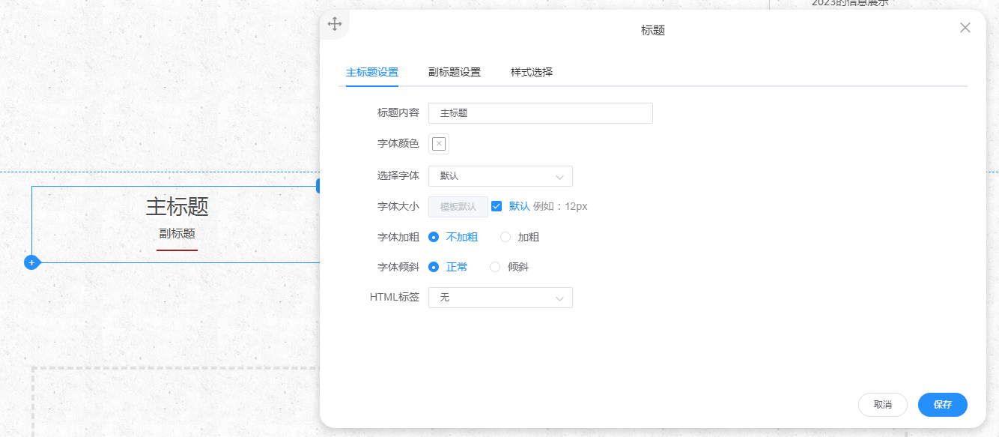 2023的信息展示
标题
主标题设置 副标题设置 样式选择
标题内容 主标题
字体颜色
选择字体 默认
字体大小 模板默认 默认 例如：12px
字体加粗 不加粗 加粗
字体倾斜 正常 倾斜
HTML标签 无
取消 保存
主标题
副标题